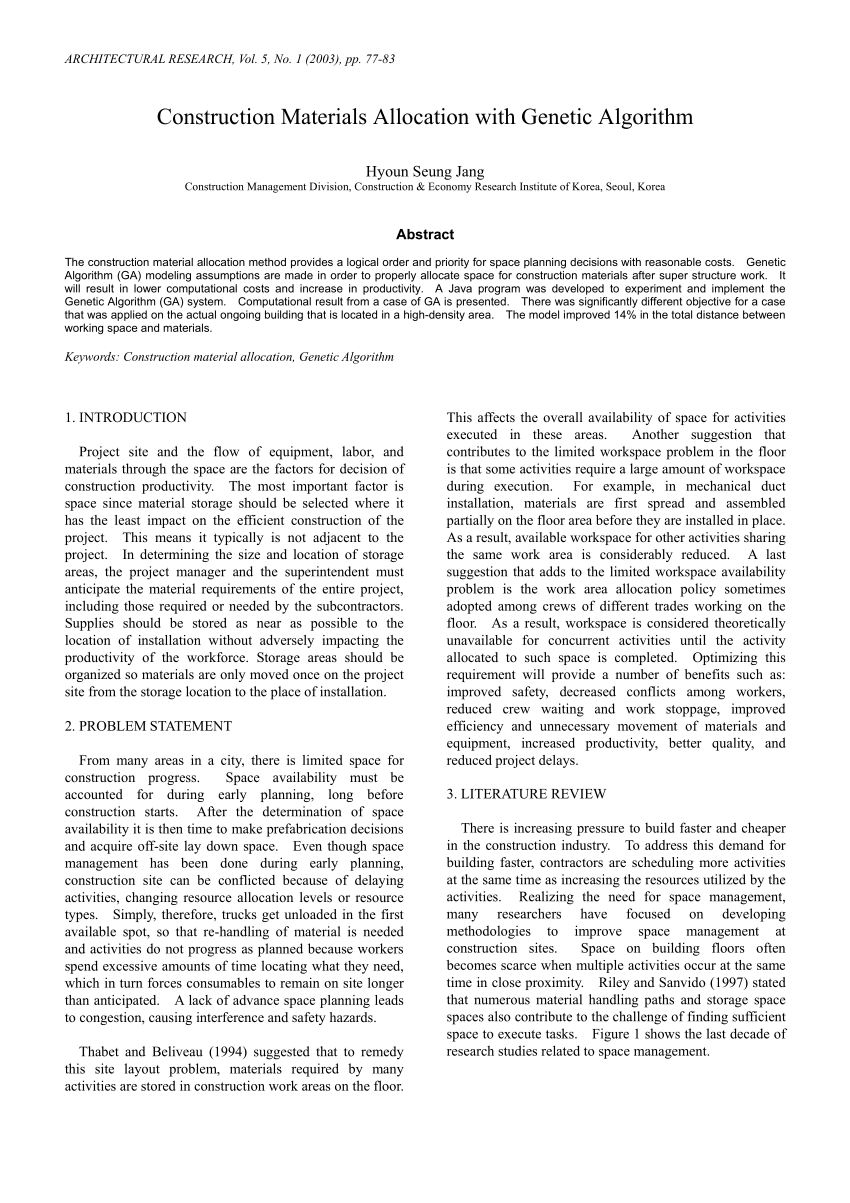 ARCHITECTURAL RESEARCH, Vol. 5, No. 1 (2003), pp. 77-83
Construction Materials Allocation with Genetic Algorithm
Hyoun Seung Jang
Construction Management Division, Construction & Economy Research Institute of Korea, Seoul, Korea
Abstract
The construction material allocation method provides a logical order and priority for space planning decisions with reasonable costs. Genetic
Algorithm (GA) modeling assumptions are made in order to properly allocate space for construction materials after super structure work. It
will result in lower computational costs and increase in productivity. A Java program was developed to experiment and implement the
Genetic Algorithm (GA) system. Computational result from a case of GA is presented. There was significantly different objective for a case
that was applied on the actual ongoing building that is located in a high-density area. The model improved 14% in the total distance between
working space and materials.
Keywords: Construction material allocation, Genetic Algorithm
1. INTRODUCTION
Project site and the flow of equipment, labor, and
materials through the space are the factors for decision of
construction productivity. The most important factor is
space since material storage should be selected where it
has the least impact on the efficient construction of the
project. This means it typically is not adjacent to the
project. In determining the size and location of storage
areas, the project manager and the superintendent must
anticipate the material requirements of the entire project,
including those required or needed by the subcontractors.
Supplies should be stored as near as possible to the
location of installation without adversely impacting the
productivity of the workforce. Storage areas should be
organized so materials are only moved once on the project
site from the storage location to the place of installation.
2. PROBLEM STATEMENT
From many areas in a city, there is limited space for
construction progress. Space availability must be
accounted for during early planning, long before
construction starts. After the determination of space
availability it is then time to make prefabrication decisions
and acquire off-site lay down space. Even though space
management has been done during early planning,
construction site can be conflicted because of delaying
activities, changing resource allocation levels or resource
types. Simply, therefore, trucks get unloaded in the first
available spot, so that re-handling of material is needed
and activities do not progress as planned because workers
spend excessive amounts of time locating what they need,
which in turn forces consumables to remain on site longer
than anticipated. A lack of advance space planning leads
to congestion, causing interference and safety hazards.
Thabet and Beliveau (1994) suggested that to remedy
this site layout problem, materials required by many
activities are stored in construction work areas on the floor.
This affects the overall availability of space for activities
executed in these areas. Another suggestion that
contributes to the limited workspace problem in the floor
is that some activities require a large amount of workspace
during execution. For example, in mechanical duct
installation, materials are first spread and assembled
partially on the floor area before they are installed in place.
As a result, available workspace for other activities sharing
the same work area is considerably reduced. A last
suggestion that adds to the limited workspace availability
problem is the work area allocation policy sometimes
adopted among crews of different trades working on the
floor. As a result, workspace is considered theoretically
unavailable for concurrent activities until the activity
allocated to such space is completed. Optimizing this
requirement will provide a number of benefits such as:
improved safety, decreased conflicts among workers,
reduced crew waiting and work stoppage, improved
efficiency and unnecessary movement of materials and
equipment, increased productivity, better quality, and
reduced project delays.
3. LITERATURE REVIEW
There is increasing pressure to build faster and cheaper
in the construction industry. To address this demand for
building faster, contractors are scheduling more activities
at the same time as increasing the resources utilized by the
activities. Realizing the need for space management,
many researchers have focused on developing
methodologies to improve space management at
construction sites. Space on building floors often
becomes scarce when multiple activities occur at the same
time in close proximity. Riley and Sanvido (1997) stated
that numerous material handling paths and storage space
spaces also contribute to the challenge of finding sufficient
space to execute tasks. Figure 1 shows the last decade of
research studies related to space management.